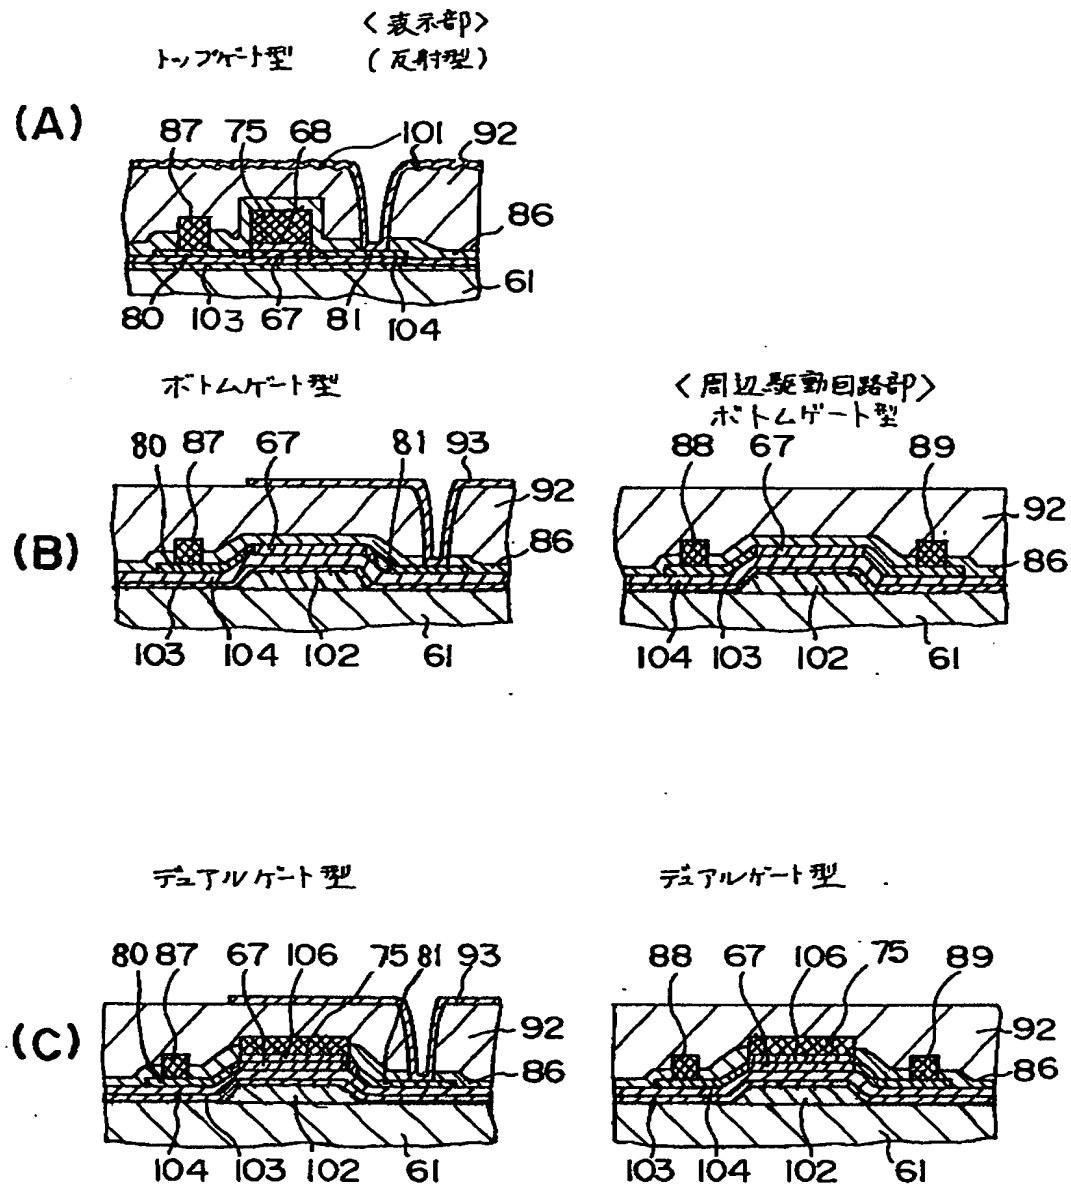 〈表示部〉
トップゲート型 (反射型)
(A)
87 75 68 101 92
86
61
80 103 67 81 104
ボトムゲート型
〈周辺駆動回路部〉
ボトムゲート型
80 87 67 81 93
88 67 89
92
92
(B)
86
86
103 104 102 61
104 103 102 61
デュアルゲート型
デュアルゲート型
80 87 67 106 75 81 93
88 67 106 75 89
92
92
(C)
86
86
104 103 102 61
103 104 102 61